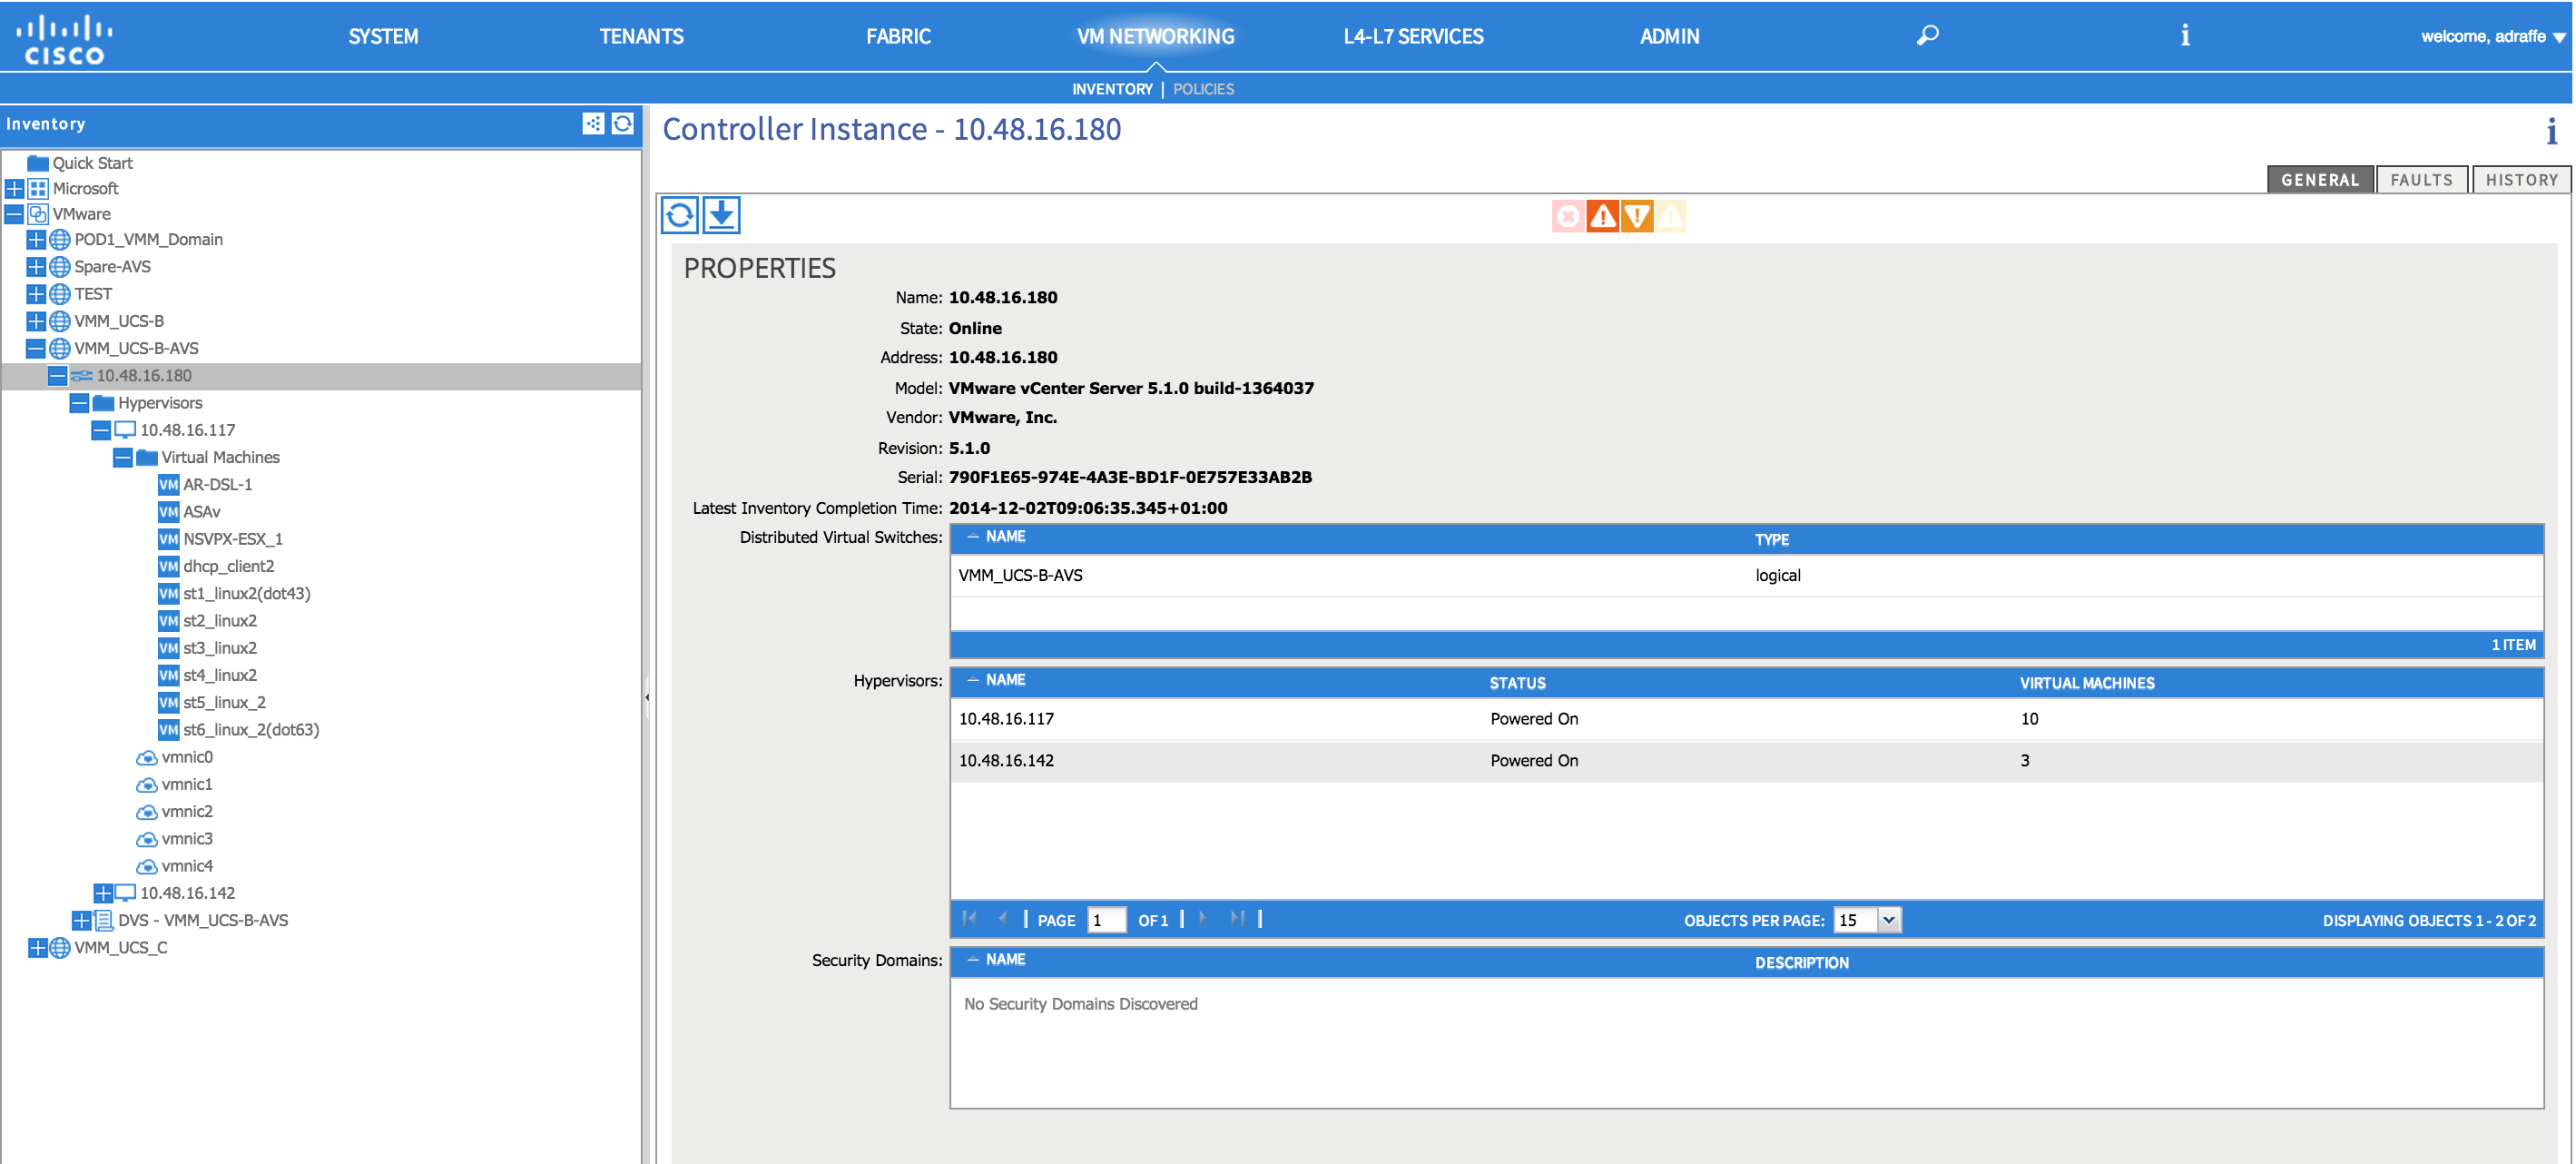 CISCO
SYSTEM TENANTS FABRIC VM NETWORKING L4-L7 SERVICES ADMIN i welcome, adraffe
INVENTORY | POLICIES
Inventory
Quick Start
Microsoft
VMware
POD1_VMM_Domain
Spare-AVS
TEST
VMM_UCS-B
VMM_UCS-B-AVS
10.48.16.180
Hypervisors
10.48.16.117
Virtual Machines
VM AR-DSL-1
VM ASAv
VM NSVPX-ESX_1
VM dhcp_client2
VM st1_linux2(dot43)
VM st2_linux2
VM st3_linux2
VM st4_linux2
VM st5_linux_2
VM st6_linux_2(dot63)
vmnic0
vmnic1
vmnic2
vmnic3
vmnic4
10.48.16.142
DVS - VMM_UCS-B-AVS
VMM_UCS_C
Controller Instance - 10.48.16.180 i
GENERAL FAULTS HISTORY
PROPERTIES
Name: 10.48.16.180
State: Online
Address: 10.48.16.180
Model: VMware vCenter Server 5.1.0 build-1364037
Vendor: VMware, Inc.
Revision: 5.1.0
Serial: 790F1E65-974E-4A3E-BD1F-0E757E33AB2B
Latest Inventory Completion Time: 2014-12-02T09:06:35.345+01:00
Distributed Virtual Switches: NAME TYPE
VMM_UCS-B-AVS logical
1 ITEM
Hypervisors: NAME STATUS VIRTUAL MACHINES
10.48.16.117 Powered On 10
10.48.16.142 Powered On 3
PAGE 1 OF 1 OBJECTS PER PAGE: 15 DISPLAYING OBJECTS 1 - 2 OF 2
Security Domains: NAME DESCRIPTION
No Security Domains Discovered